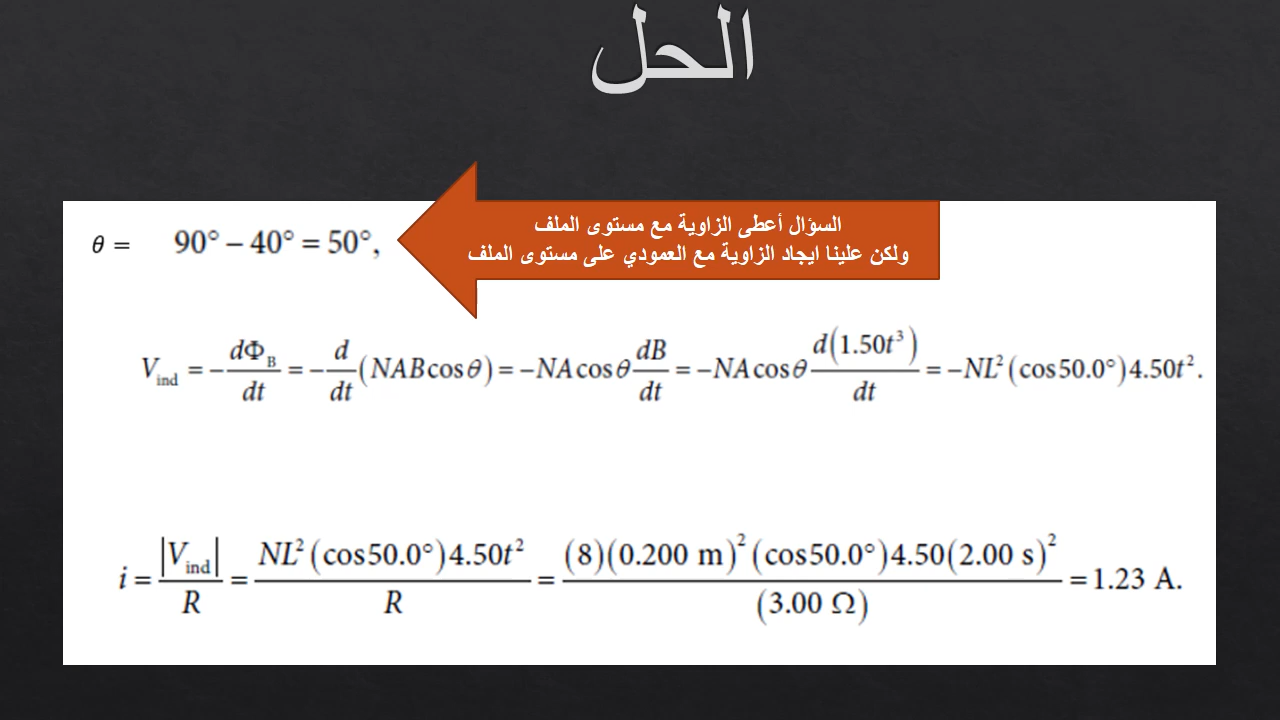 الحل
θ = 90° – 40° = 50°,
السؤال أعطى الزاوية مع مستوى الملف
ولكن علينا ايجاد الزاوية مع العمودي على مستوى الملف
V_ind = −dΦ_B/dt = −d/dt (NABcosθ) = −NAcosθ dB/dt = −NAcosθ d(1.50t³)/dt = −NL²(cos50.0°)4.50t².
i = |V_ind|/R = NL²(cos50.0°)4.50t²/R = (8)(0.200 m)²(cos50.0°)4.50(2.00 s)²/(3.00 Ω) = 1.23 A.